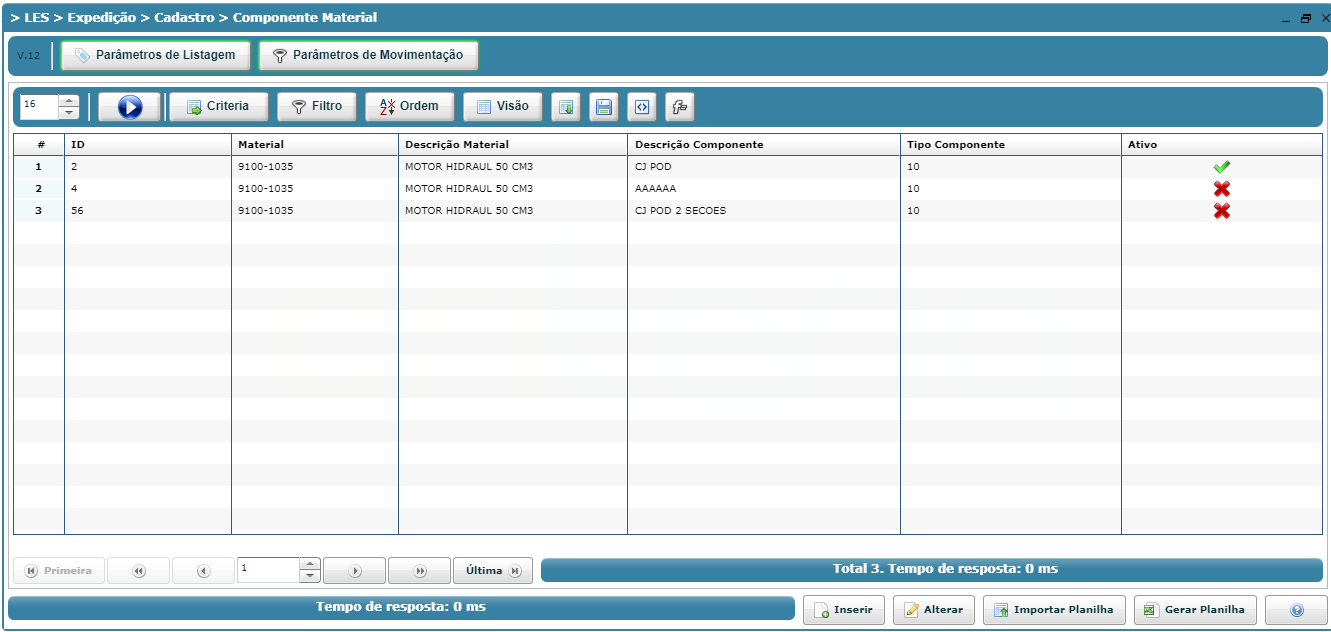 > LES > Expedição > Cadastro > Componente Material
V.12 Parâmetros de Listagem Parâmetros de Movimentação
16 Criteria Filtro Ordem Visão
# ID Material Descrição Material Descrição Componente Tipo Componente Ativo
1 2 9100-1035 MOTOR HIDRAUL 50 CM3 CJ POD 10
2 4 9100-1035 MOTOR HIDRAUL 50 CM3 AAAAAA 10
3 56 9100-1035 MOTOR HIDRAUL 50 CM3 CJ POD 2 SECOES 10
Primeira 1 Última Total 3. Tempo de resposta: 0 ms
Tempo de resposta: 0 ms Inserir Alterar Importar Planilha Gerar Planilha